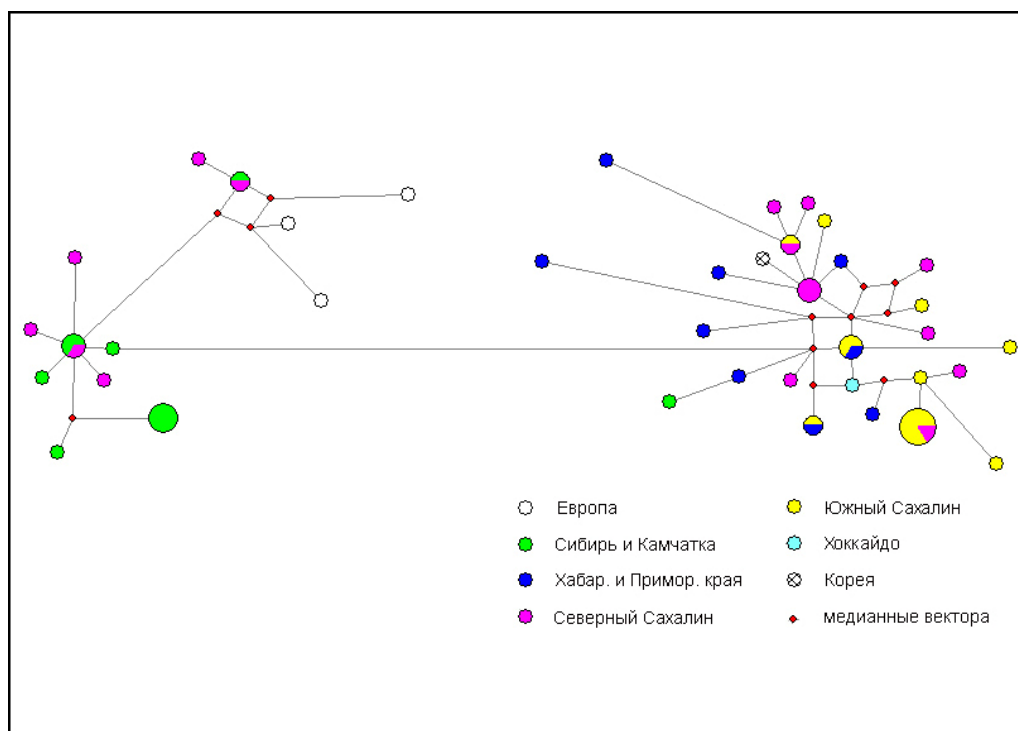 Европа
Сибирь и Камчатка
Хабар. и Примор. края
Северный Сахалин
Южный Сахалин
Хоккайдо
Корея
медианные вектора